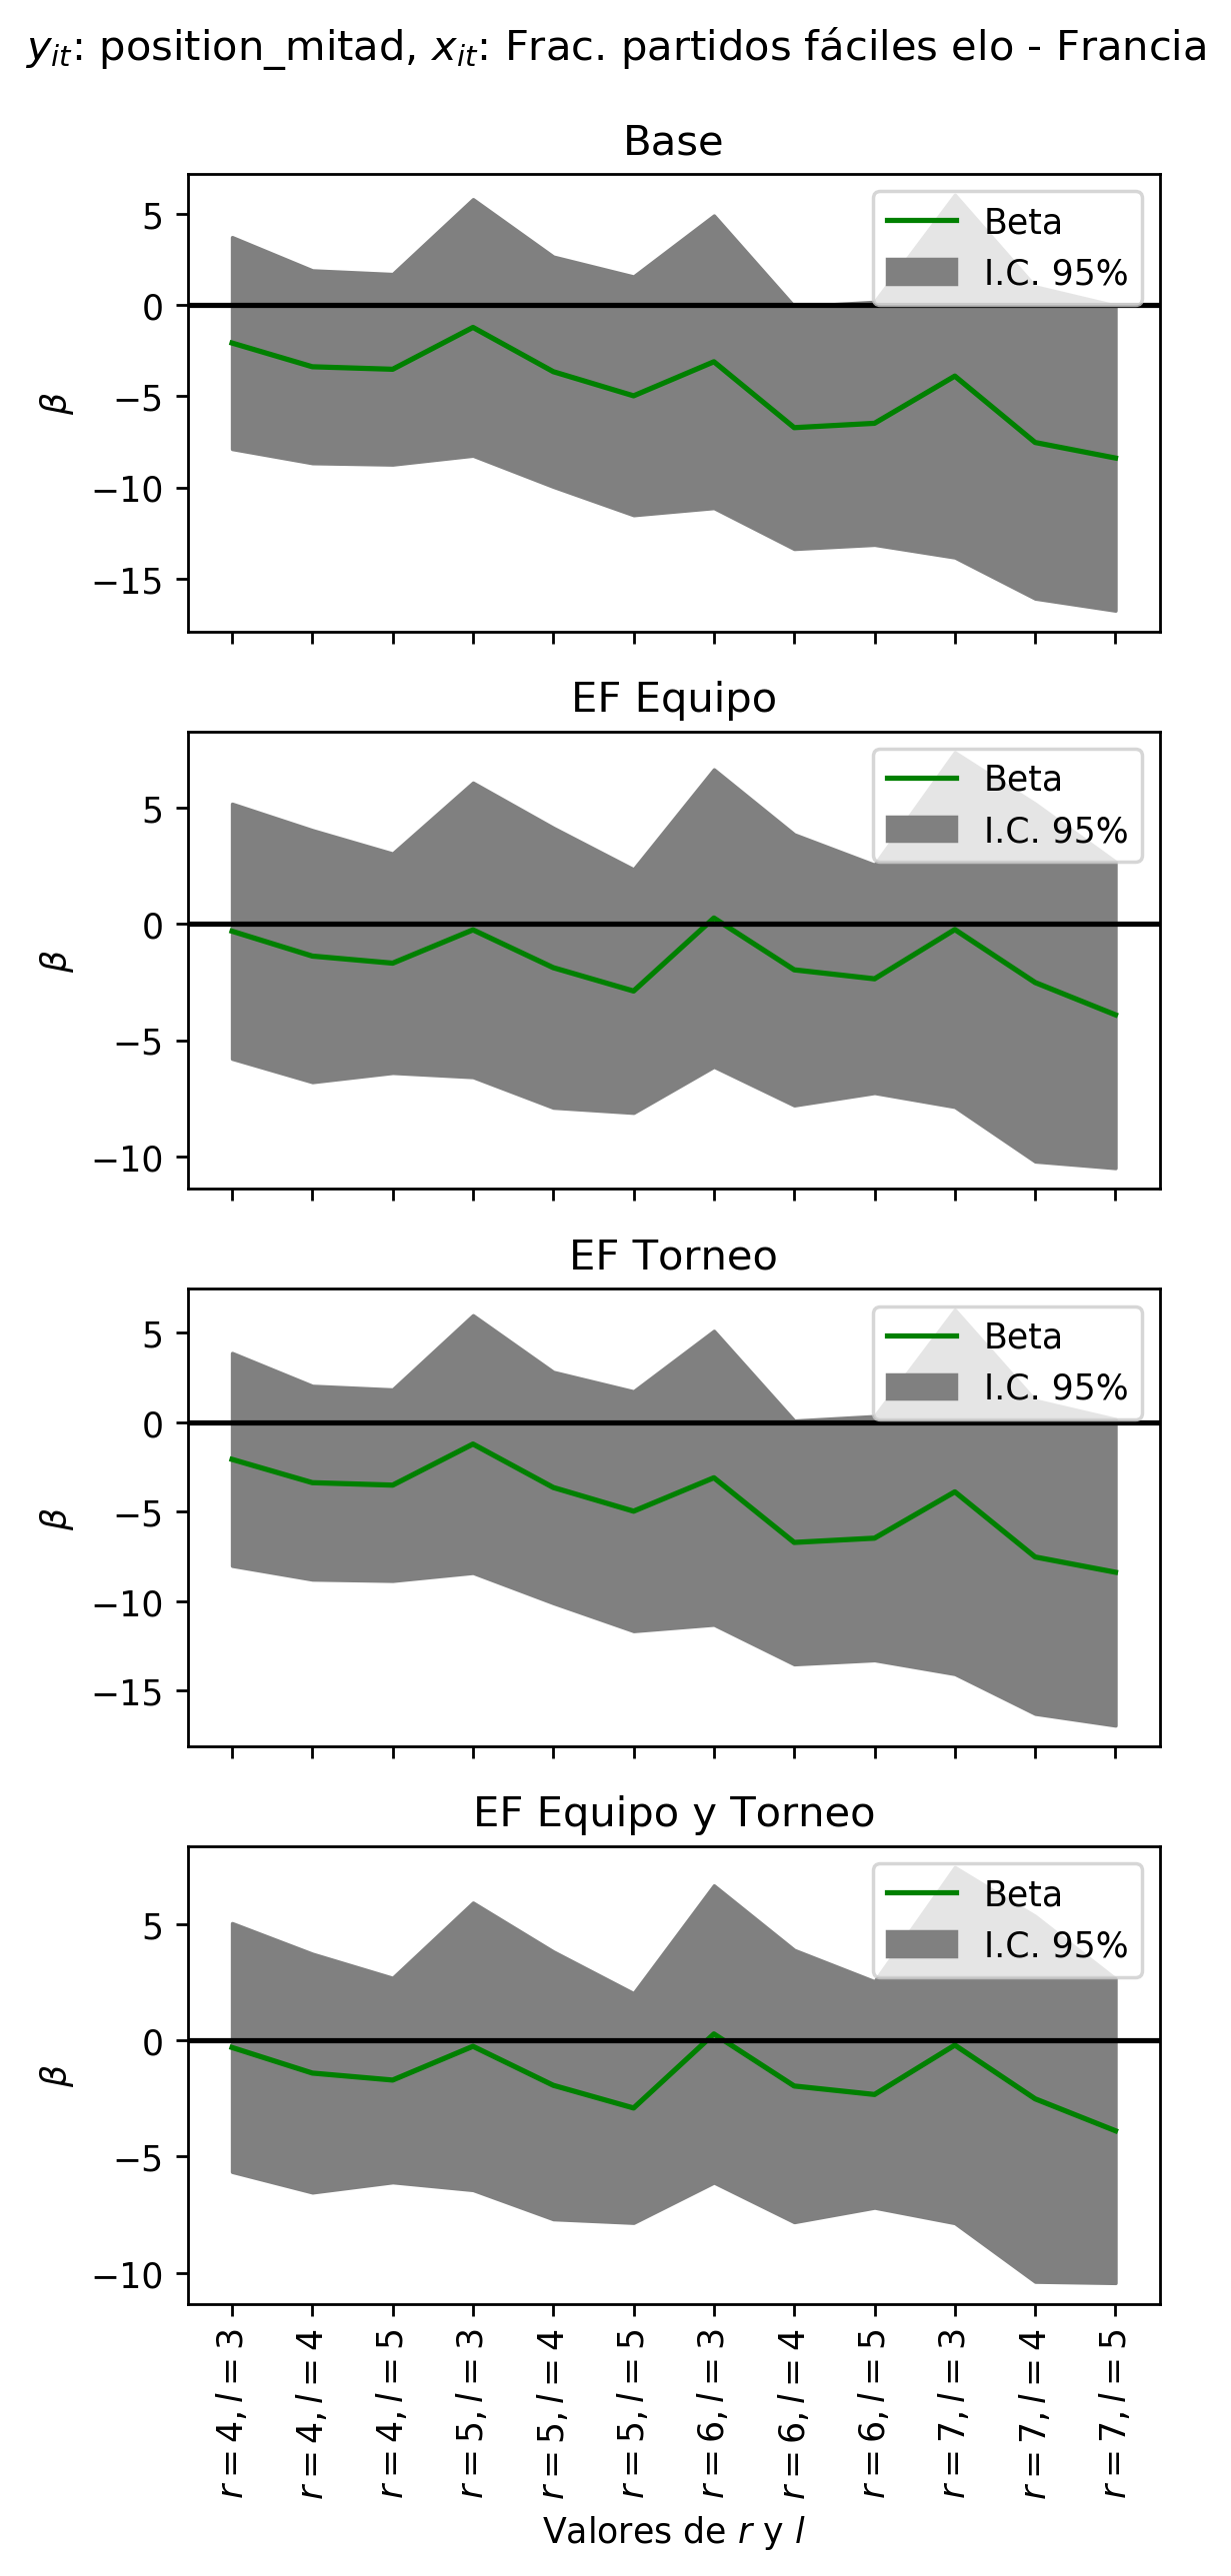 y_it: position_mitad, x_it: Frac. partidos fáciles elo - Francia
Base
5
0
−5
−10
−15
β
Beta
I.C. 95%
EF Equipo
5
0
−5
−10
β
Beta
I.C. 95%
EF Torneo
5
0
−5
−10
−15
β
Beta
I.C. 95%
EF Equipo y Torneo
5
0
−5
−10
β
Beta
I.C. 95%
r = 4, l = 3
r = 4, l = 4
r = 4, l = 5
r = 5, l = 3
r = 5, l = 4
r = 5, l = 5
r = 6, l = 3
r = 6, l = 4
r = 6, l = 5
r = 7, l = 3
r = 7, l = 4
r = 7, l = 5
Valores de r y l